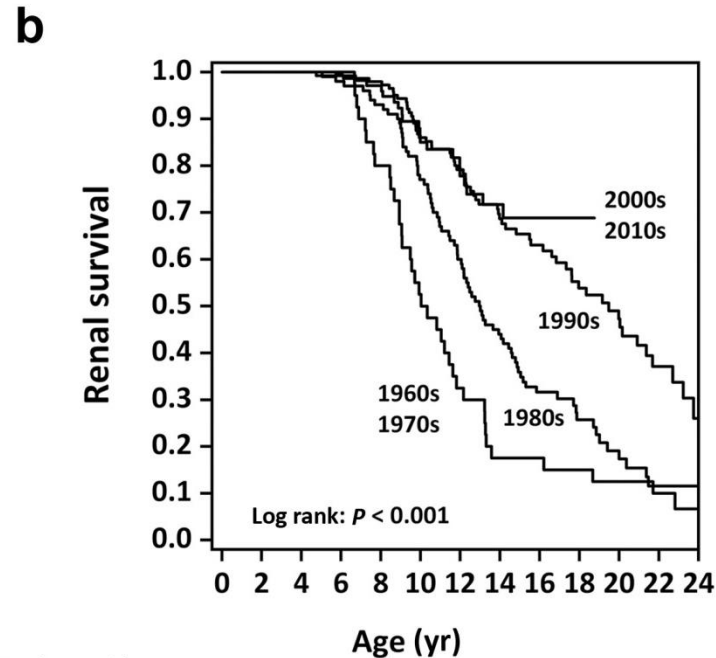 b
1.0
0.9
0.8
0.7
0.6
0.5
0.4
0.3
0.2
0.1
0.0
Renal survival
2000s
2010s
1990s
1960s
1970s
1980s
Log rank: P < 0.001
0 2 4 6 8 10 12 14 16 18 20 22 24
Age (yr)